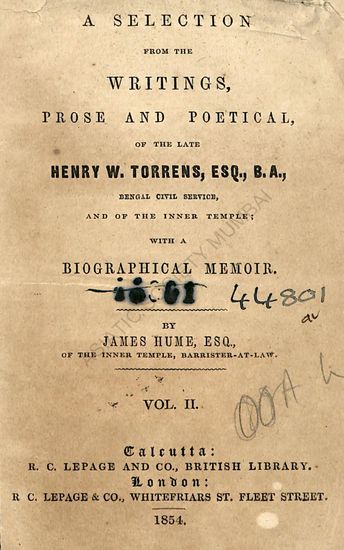 A SELECTION
FROM THE
WRITINGS,
PROSE AND POETICAL,
OF THE LATE
HENRY W. TORRENS, ESQ., B.A.,
BENGAL CIVIL SERVICE,
AND OF THE INNER TEMPLE;
WITH A
BIOGRAPHICAL MEMOIR.
44801
BY
JAMES HUME, ESQ.,
OF THE INNER TEMPLE, BARRISTER-AT-LAW.
VOL. II.
Calcutta:
R. C. LEPAGE AND CO., BRITISH LIBRARY.
London:
R C. LEPAGE & CO., WHITEFRIARS ST. FLEET STREET.
1854.